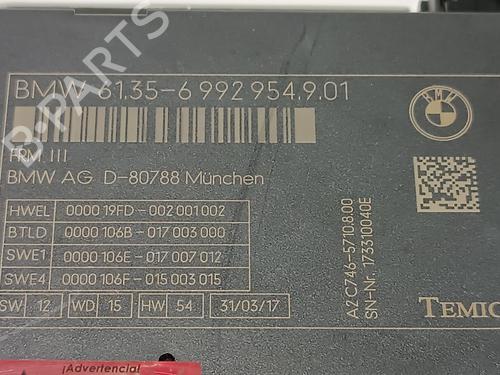 BMW 61.35-6 992 954.9.01
BMW
FRM III
BMW AG D-80788 München
HWEL 0000 19FD-002 001 002
BTLD 0000 106B-017 003 000
SWE1 0000 106E-017 007 012
SWE4 0000 106F-015 003 015
SW 12 WD 15 HW 54 31/03/17
A2C746-5710.8.00
SN-Nr. 173310040E
TEMIC
¡Advertencia!
B-PARTS